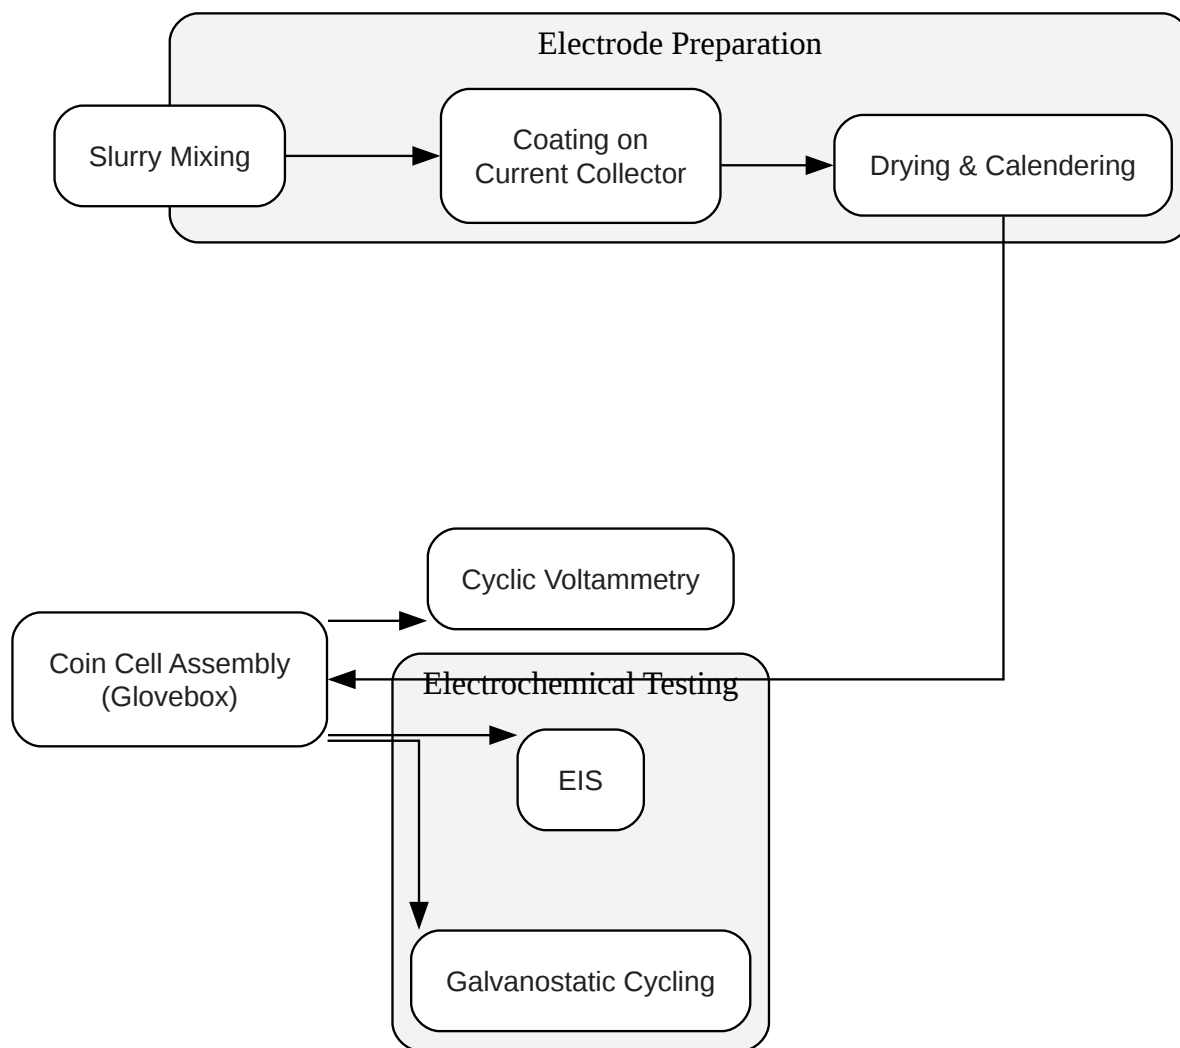 Electrode Preparation
Slurry Mixing
Coating on
Current Collector
Drying & Calendering
Cyclic Voltammetry
Coin Cell Assembly
(Glovebox)
Electrochemical Testing
EIS
Galvanostatic Cycling